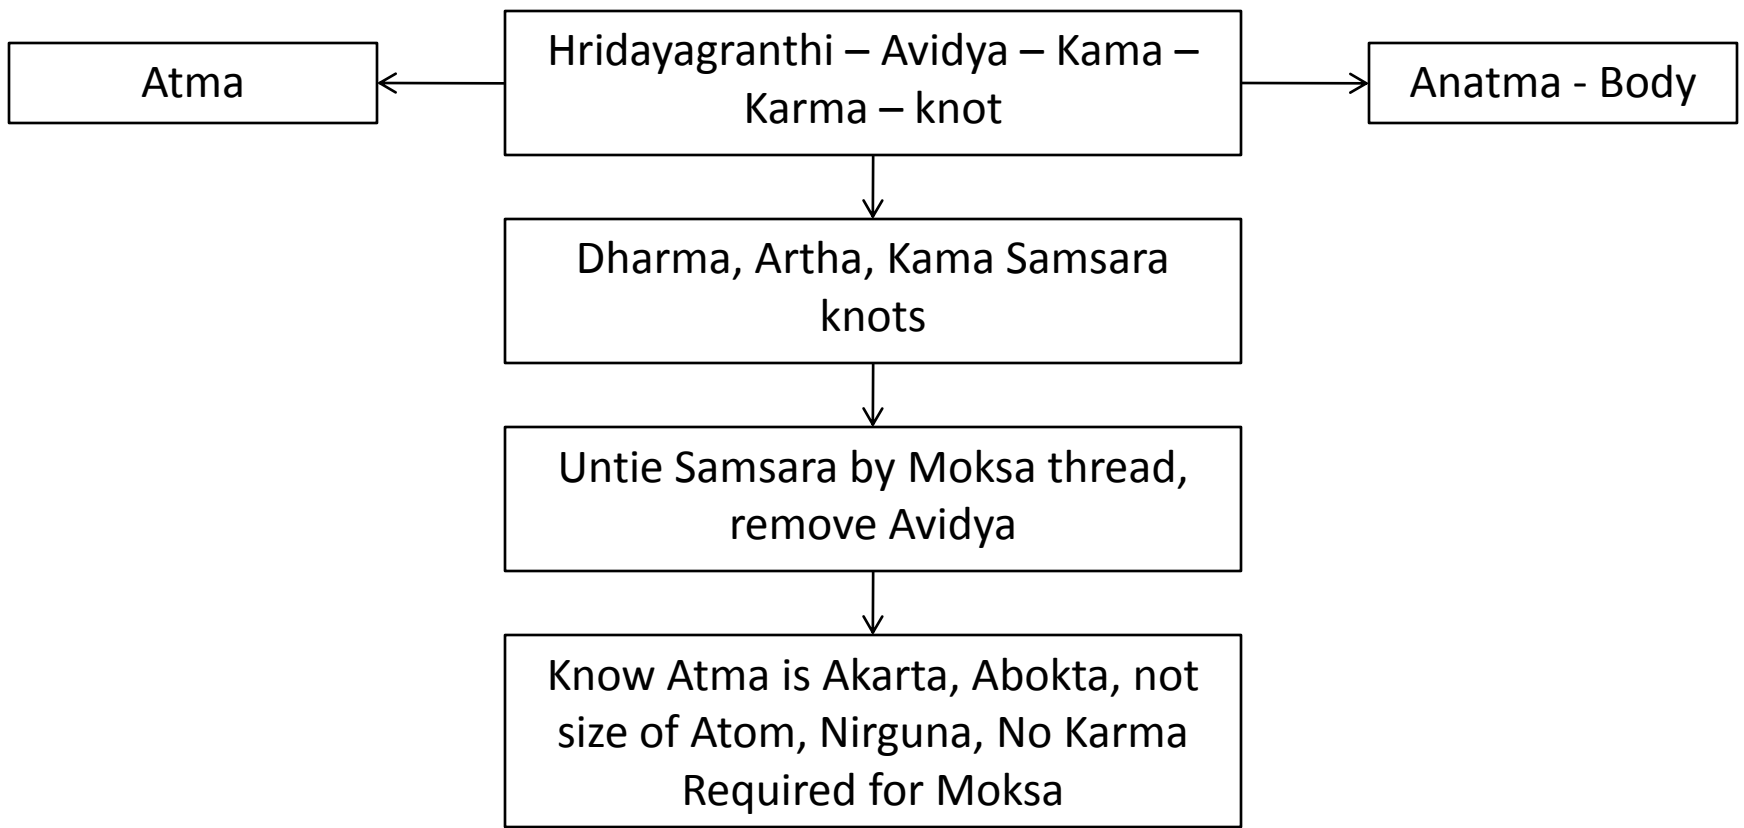 Atma
Hridayagranthi – Avidya – Kama –
Karma – knot
Anatma - Body
Dharma, Artha, Kama Samsara
knots
Untie Samsara by Moksa thread,
remove Avidya
Know Atma is Akarta, Abokta, not
size of Atom, Nirguna, No Karma
Required for Moksa